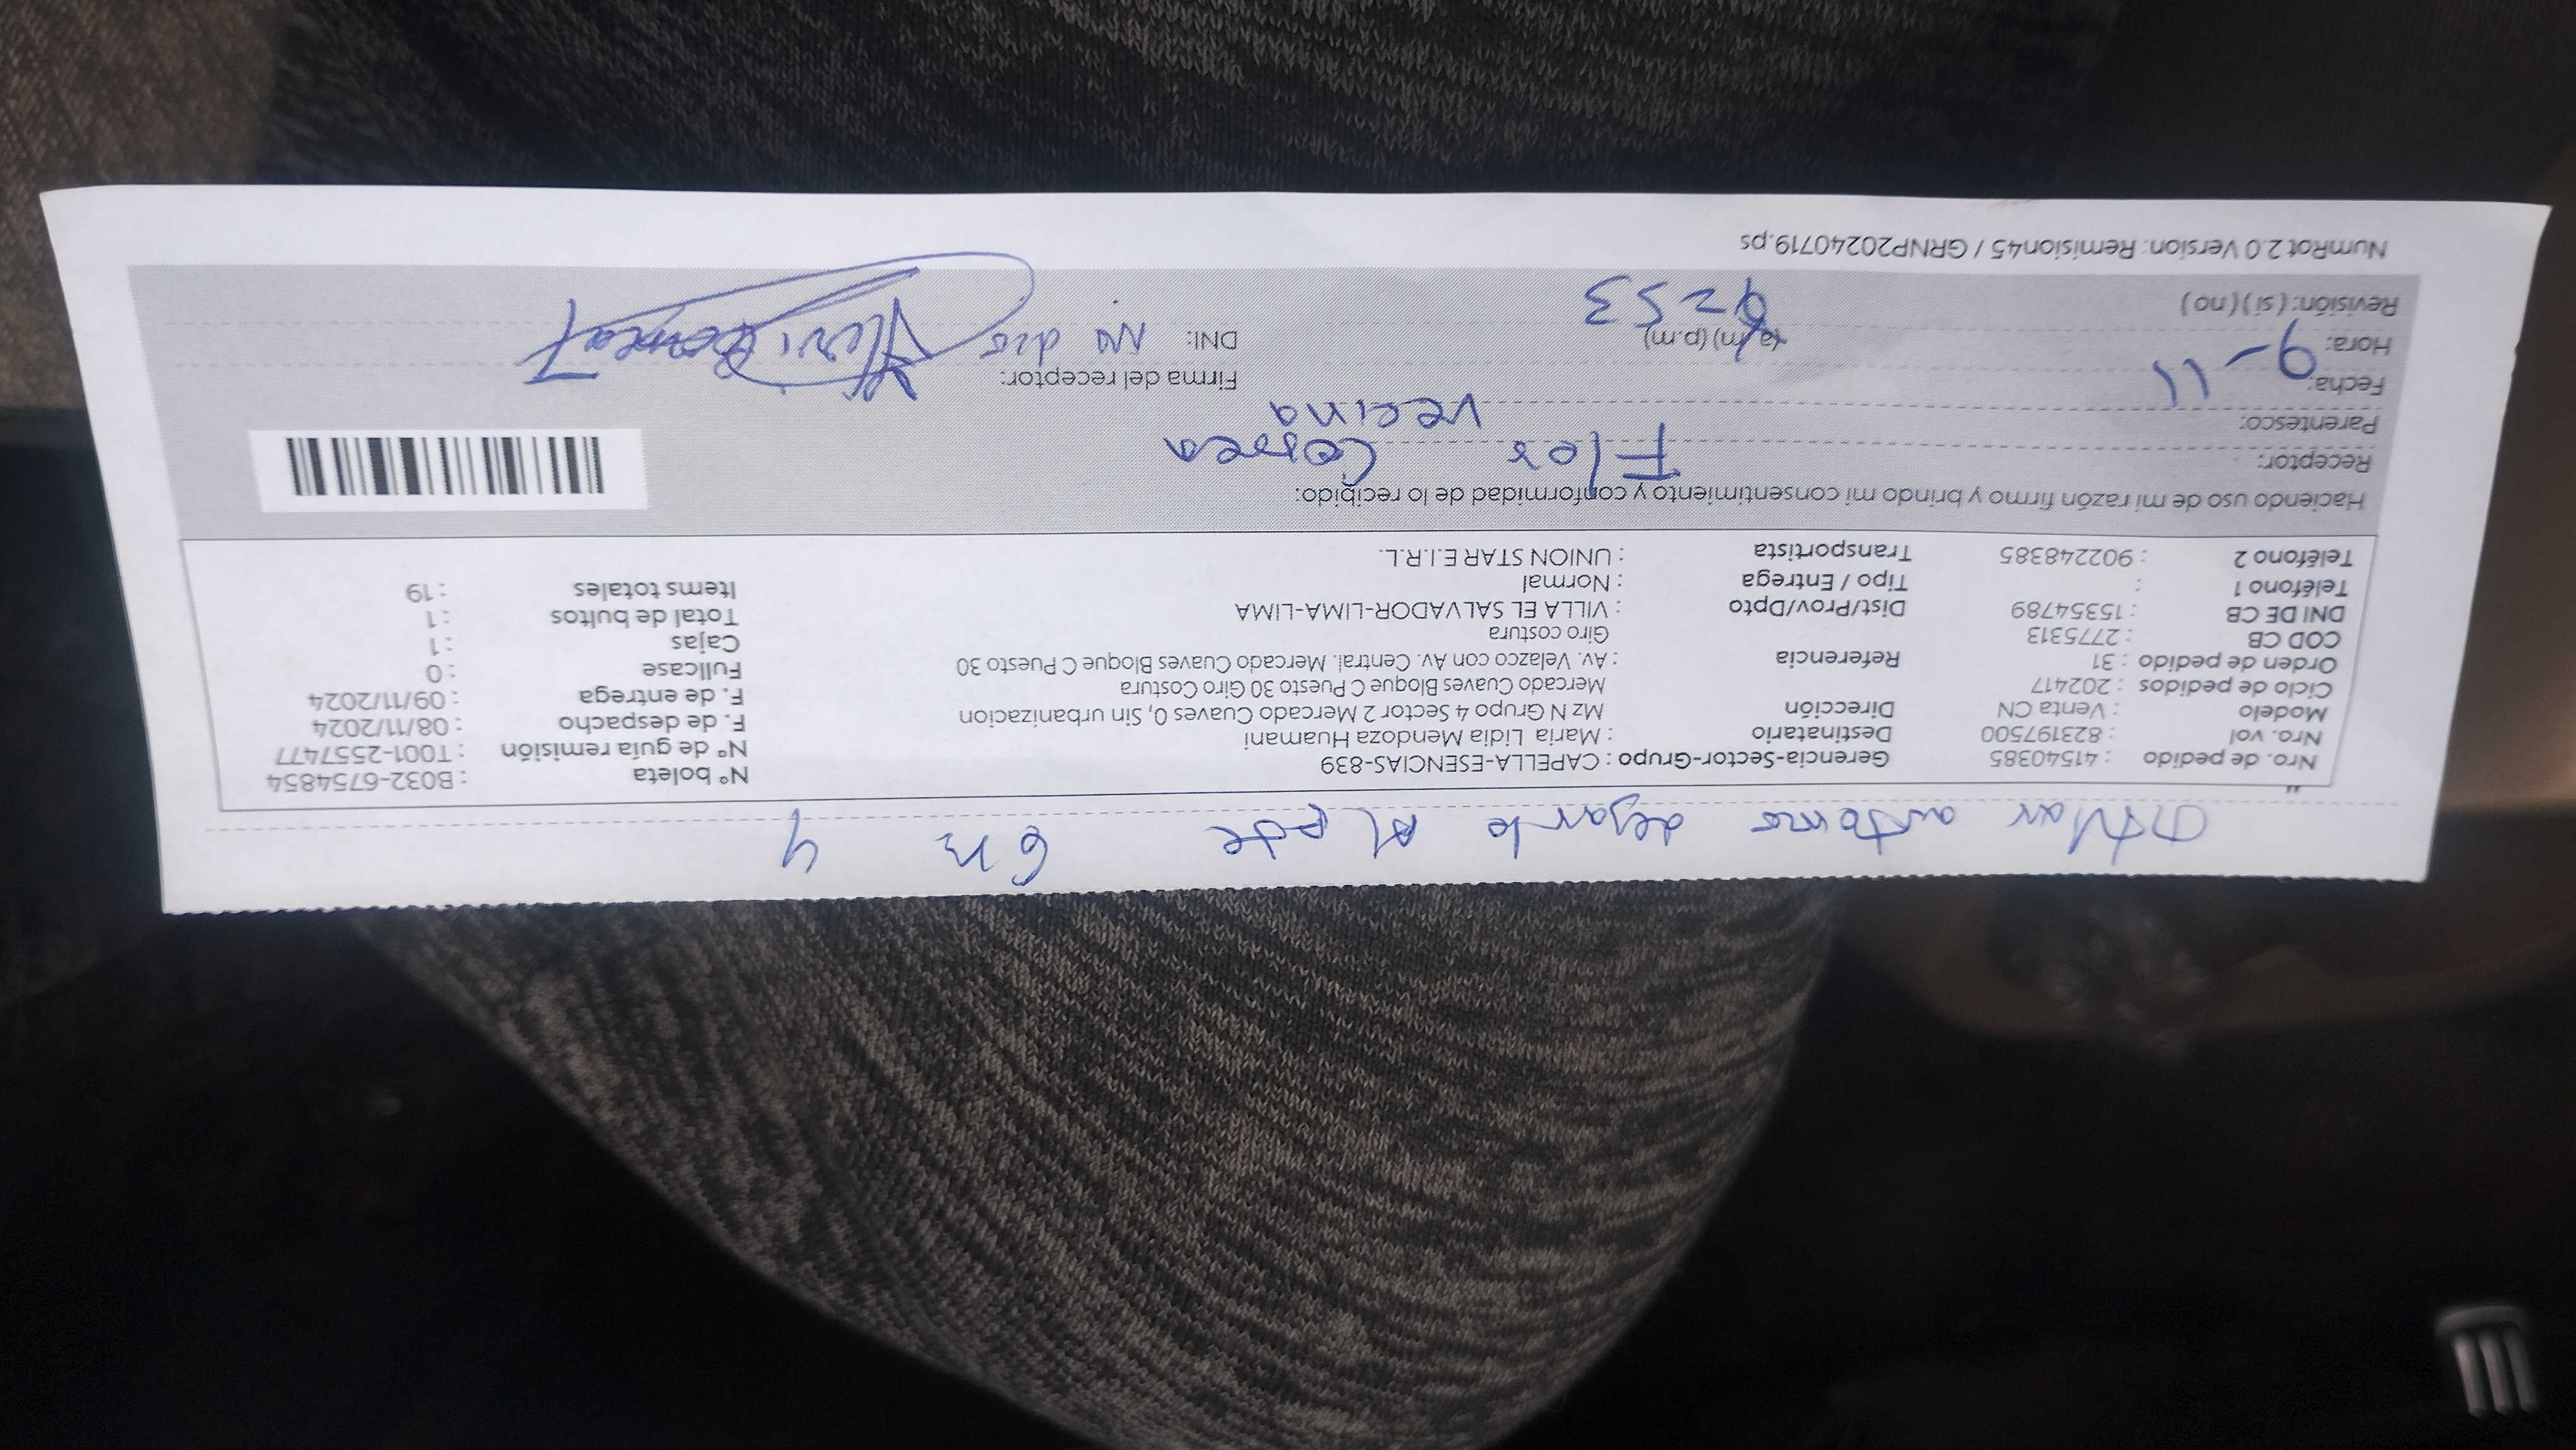 autorizo dejarlo Al pdte
Nro. de pedido : 41540385
Nro. vol : 823197500
Modelo : Venta CN
Ciclo de pedidos : 202417
Orden de pedido : 31
COD CB : 2775313
DNI DE CB : 15354789
Teléfono 1 :
Teléfono 2 : 902248385
Gerencia-Sector-Grupo : CAPELLA-ESENCIAS-839
Destinatario : Maria Lidia Mendoza Huamani
Dirección Mz N Grupo 4 Sector 2 Mercado Cuaves 0, Sin urbanizacion
Mercado Cuaves Bloque C Puesto 30 Giro Costura
Referencia : Av. Velazco con Av. Central. Mercado Cuaves Bloque C Puesto 30
Giro costura
Dist/Prov/Dpto : VILLA EL SALVADOR-LIMA-LIMA
Tipo / Entrega : Normal
Transportista : UNION STAR E.I.R.L.
N° boleta : B032-6754854
N° de guía remisión : T001-2557477
F. de despacho : 08/11/2024
F. de entrega : 09/11/2024
Fullcase : 0
Cajas : 1
Total de bultos : 1
Items totales : 19
Haciendo uso de mi razón firmo y brindo mi consentimiento y conformidad de lo recibido:
Receptor: Flor Correa
Parentesco: vecina
Fecha: 9-11
Hora: (a.m) (p.m) 9=53
Revisión: ( si ) ( no )
Firma del receptor:
DNI: No dio
NumRot 2.0 Version: Remision45 / GRNP20240719.ps